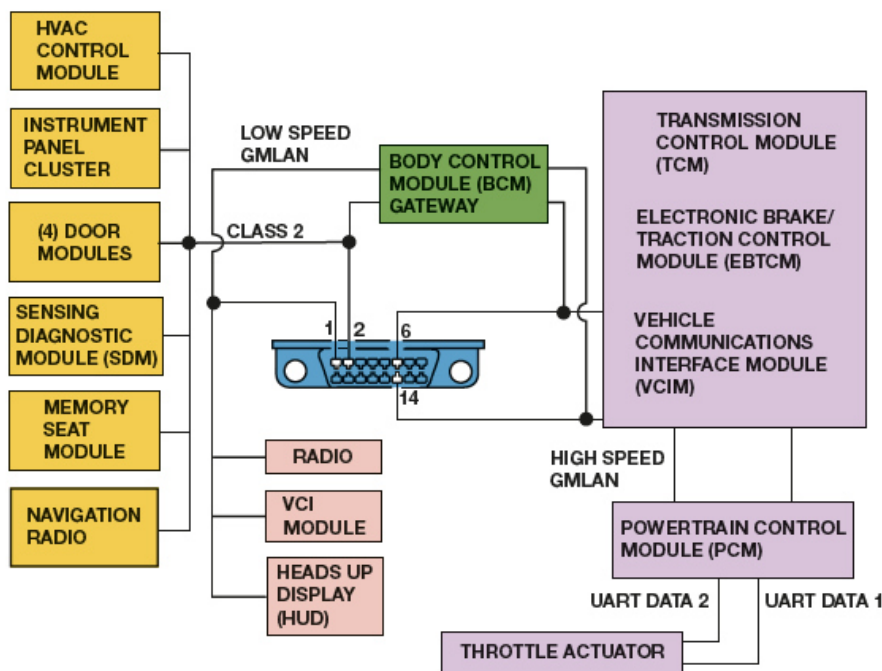 HVAC
CONTROL
MODULE
INSTRUMENT
PANEL
CLUSTER
(4) DOOR
MODULES
SENSING
DIAGNOSTIC
MODULE (SDM)
MEMORY
SEAT
MODULE
NAVIGATION
RADIO
LOW SPEED
GMLAN
CLASS 2
BODY CONTROL
MODULE (BCM)
GATEWAY
1
2
6
14
RADIO
VCI
MODULE
HEADS UP
DISPLAY
(HUD)
TRANSMISSION
CONTROL MODULE
(TCM)
ELECTRONIC BRAKE/
TRACTION CONTROL
MODULE (EBTCM)
VEHICLE
COMMUNICATIONS
INTERFACE MODULE
(VCIM)
HIGH SPEED
GMLAN
POWERTRAIN CONTROL
MODULE (PCM)
UART DATA 2
UART DATA 1
THROTTLE ACTUATOR